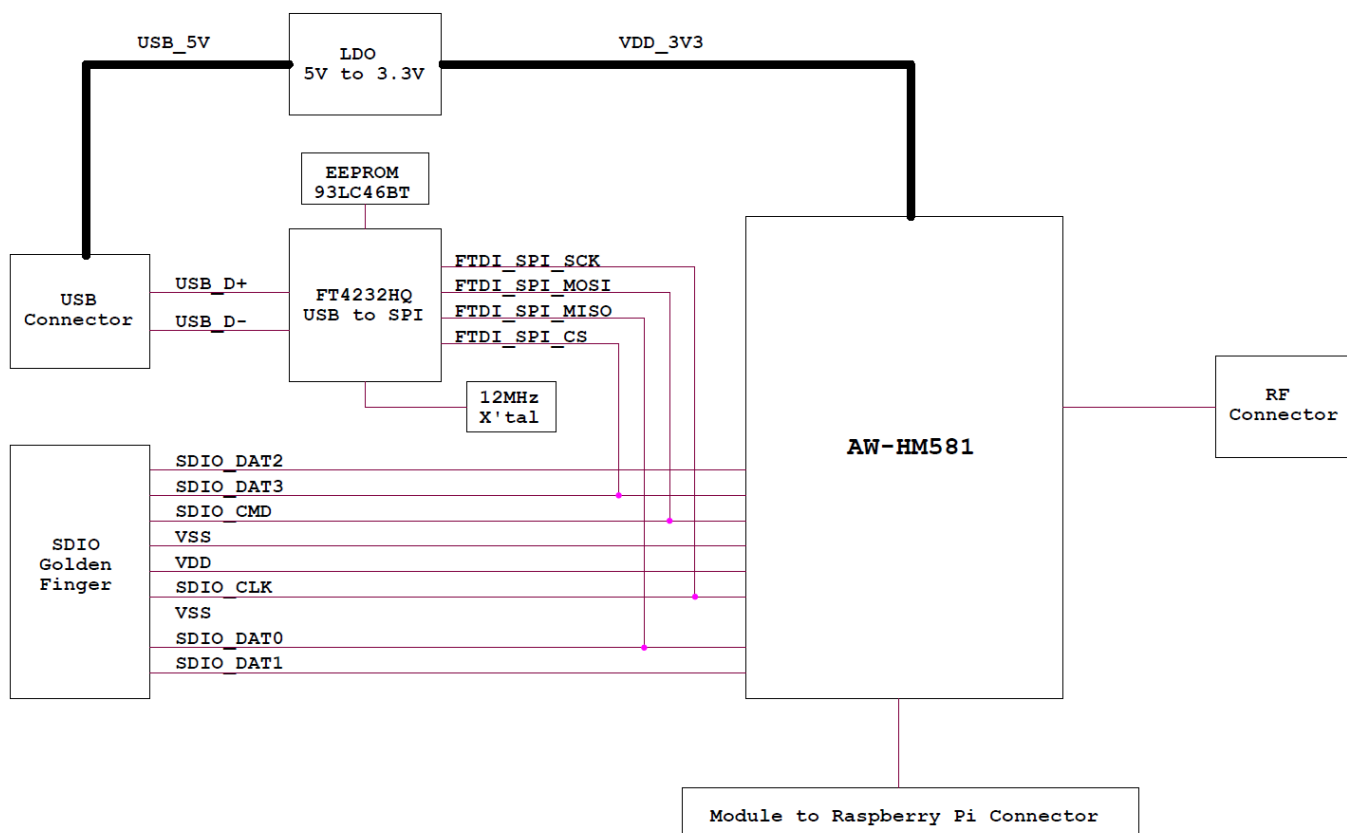 USB_5V
LDO
5V to 3.3V
VDD_3V3
EEPROM
93LC46BT
USB
Connector
USB_D+
USB_D-
FT4232HQ
USB to SPI
FTDI_SPI_SCK
FTDI_SPI_MOSI
FTDI_SPI_MISO
FTDI_SPI_CS
12MHz
X'tal
AW-HM581
RF
Connector
SDIO
Golden
Finger
SDIO_DAT2
SDIO_DAT3
SDIO_CMD
VSS
VDD
SDIO_CLK
VSS
SDIO_DAT0
SDIO_DAT1
Module to Raspberry Pi Connector